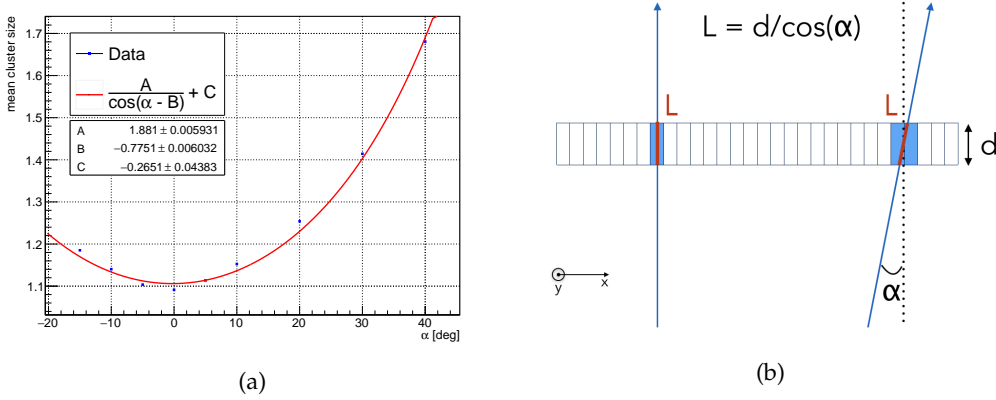 mean cluster size
1.7
1.6
1.5
1.4
1.3
1.2
1.1
Data
A
cos(α - B) + C
A 1.881 ± 0.005931
B −0.7751 ± 0.006032
C −0.2651 ± 0.04383
−20 −10 0 10 20 30 40
α [deg]
(a)
L = d/cos(α)
L L
d
y x
α
(b)